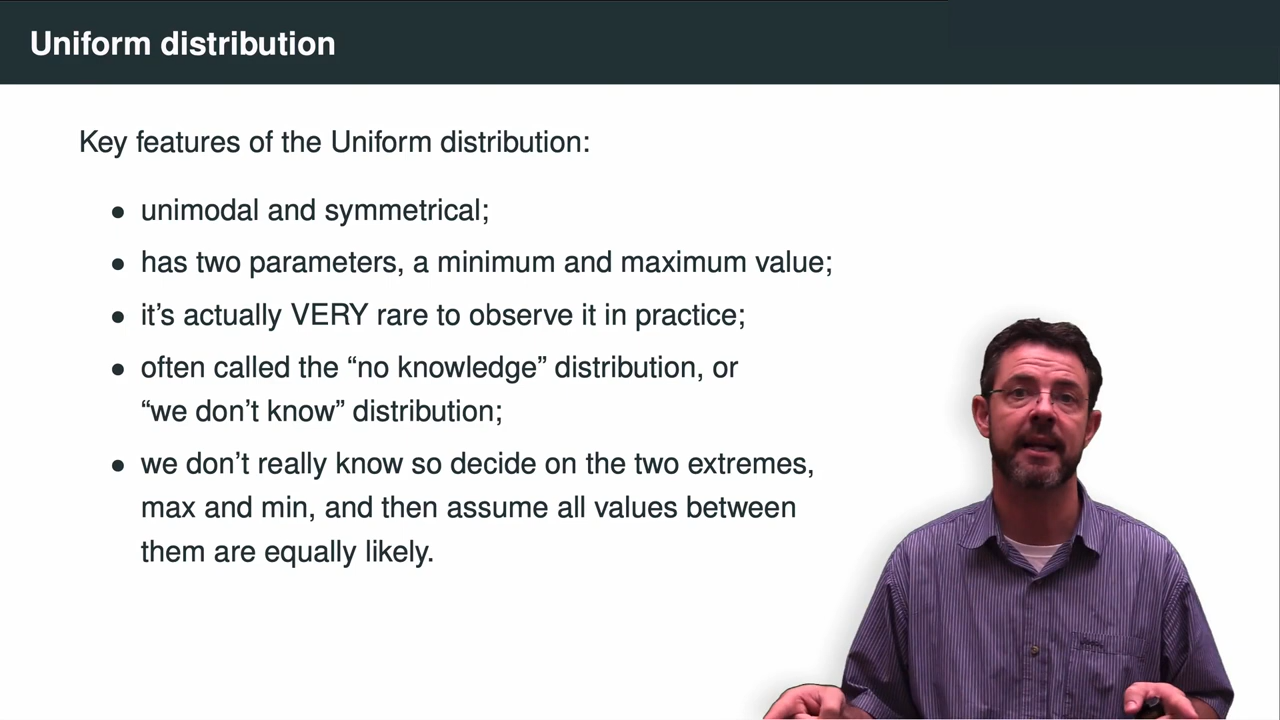 Uniform distribution
Key features of the Uniform distribution:
• unimodal and symmetrical;
• has two parameters, a minimum and maximum value;
• it’s actually VERY rare to observe it in practice;
• often called the “no knowledge” distribution, or
“we don’t know” distribution;
• we don’t really know so decide on the two extremes,
max and min, and then assume all values between
them are equally likely.